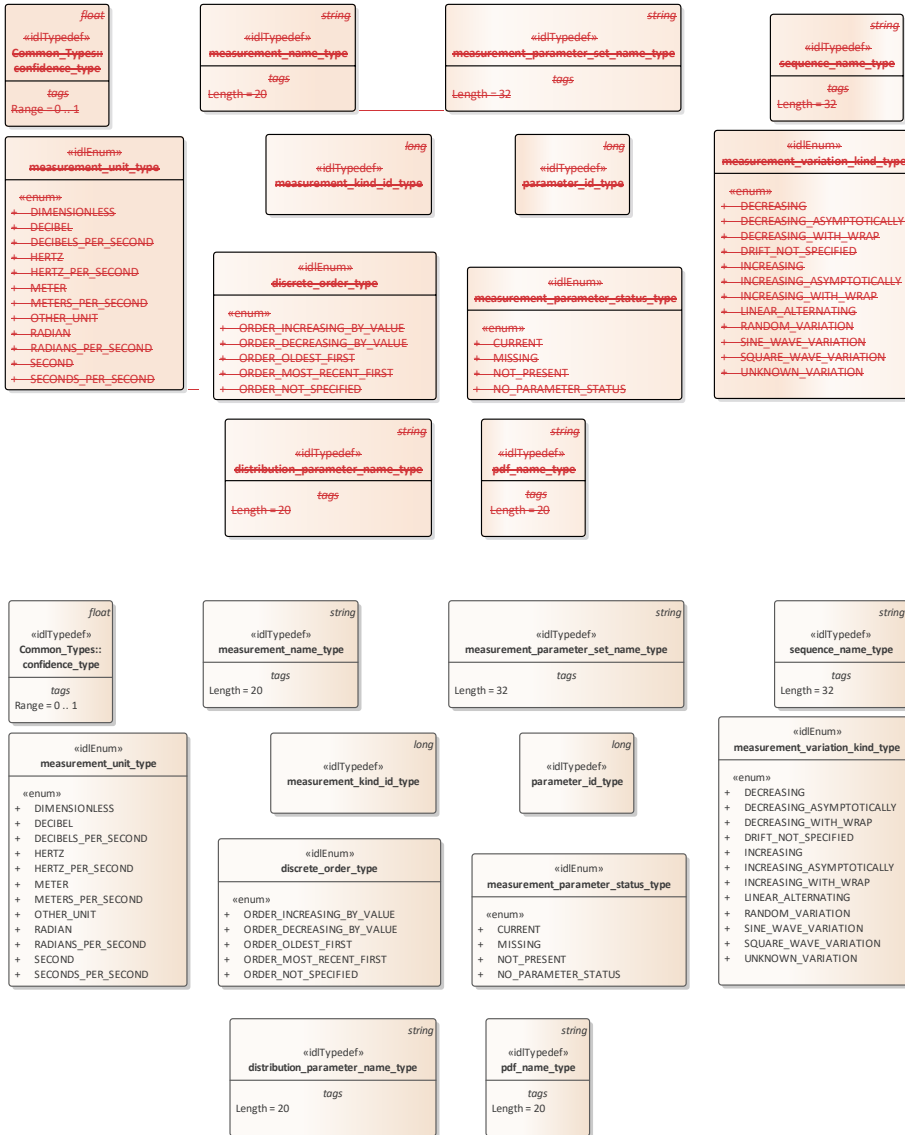 float
«idlTypedef»
Common_Types::
confidence_type
tags
Range = 0 .. 1
string
«idlTypedef»
measurement_name_type
tags
Length = 20
string
«idlTypedef»
measurement_parameter_set_name_type
tags
Length = 32
string
«idlTypedef»
sequence_name_type
tags
Length = 32
«idlEnum»
measurement_unit_type
«enum»
+ DIMENSIONLESS
+ DECIBEL
+ DECIBELS_PER_SECOND
+ HERTZ
+ HERTZ_PER_SECOND
+ METER
+ METERS_PER_SECOND
+ OTHER_UNIT
+ RADIAN
+ RADIANS_PER_SECOND
+ SECOND
+ SECONDS_PER_SECOND
long
«idlTypedef»
measurement_kind_id_type
long
«idlTypedef»
parameter_id_type
«idlEnum»
measurement_variation_kind_type
«enum»
+ DECREASING
+ DECREASING_ASYMPTOTICALLY
+ DECREASING_WITH_WRAP
+ DRIFT_NOT_SPECIFIED
+ INCREASING
+ INCREASING_ASYMPTOTICALLY
+ INCREASING_WITH_WRAP
+ LINEAR_ALTERNATING
+ RANDOM_VARIATION
+ SINE_WAVE_VARIATION
+ SQUARE_WAVE_VARIATION
+ UNKNOWN_VARIATION
«idlEnum»
discrete_order_type
«enum»
+ ORDER_INCREASING_BY_VALUE
+ ORDER_DECREASING_BY_VALUE
+ ORDER_OLDEST_FIRST
+ ORDER_MOST_RECENT_FIRST
+ ORDER_NOT_SPECIFIED
«idlEnum»
measurement_parameter_status_type
«enum»
+ CURRENT
+ MISSING
+ NOT_PRESENT
+ NO_PARAMETER_STATUS
string
«idlTypedef»
distribution_parameter_name_type
tags
Length = 20
string
«idlTypedef»
pdf_name_type
tags
Length = 20
float
«idlTypedef»
Common_Types::
confidence_type
tags
Range = 0 .. 1
string
«idlTypedef»
measurement_name_type
tags
Length = 20
string
«idlTypedef»
measurement_parameter_set_name_type
tags
Length = 32
string
«idlTypedef»
sequence_name_type
tags
Length = 32
«idlEnum»
measurement_unit_type
«enum»
+ DIMENSIONLESS
+ DECIBEL
+ DECIBELS_PER_SECOND
+ HERTZ
+ HERTZ_PER_SECOND
+ METER
+ METERS_PER_SECOND
+ OTHER_UNIT
+ RADIAN
+ RADIANS_PER_SECOND
+ SECOND
+ SECONDS_PER_SECOND
long
«idlTypedef»
measurement_kind_id_type
long
«idlTypedef»
parameter_id_type
«idlEnum»
measurement_variation_kind_type
«enum»
+ DECREASING
+ DECREASING_ASYMPTOTICALLY
+ DECREASING_WITH_WRAP
+ DRIFT_NOT_SPECIFIED
+ INCREASING
+ INCREASING_ASYMPTOTICALLY
+ INCREASING_WITH_WRAP
+ LINEAR_ALTERNATING
+ RANDOM_VARIATION
+ SINE_WAVE_VARIATION
+ SQUARE_WAVE_VARIATION
+ UNKNOWN_VARIATION
«idlEnum»
discrete_order_type
«enum»
+ ORDER_INCREASING_BY_VALUE
+ ORDER_DECREASING_BY_VALUE
+ ORDER_OLDEST_FIRST
+ ORDER_MOST_RECENT_FIRST
+ ORDER_NOT_SPECIFIED
«idlEnum»
measurement_parameter_status_type
«enum»
+ CURRENT
+ MISSING
+ NOT_PRESENT
+ NO_PARAMETER_STATUS
string
«idlTypedef»
distribution_parameter_name_type
tags
Length = 20
string
«idlTypedef»
pdf_name_type
tags
Length = 20